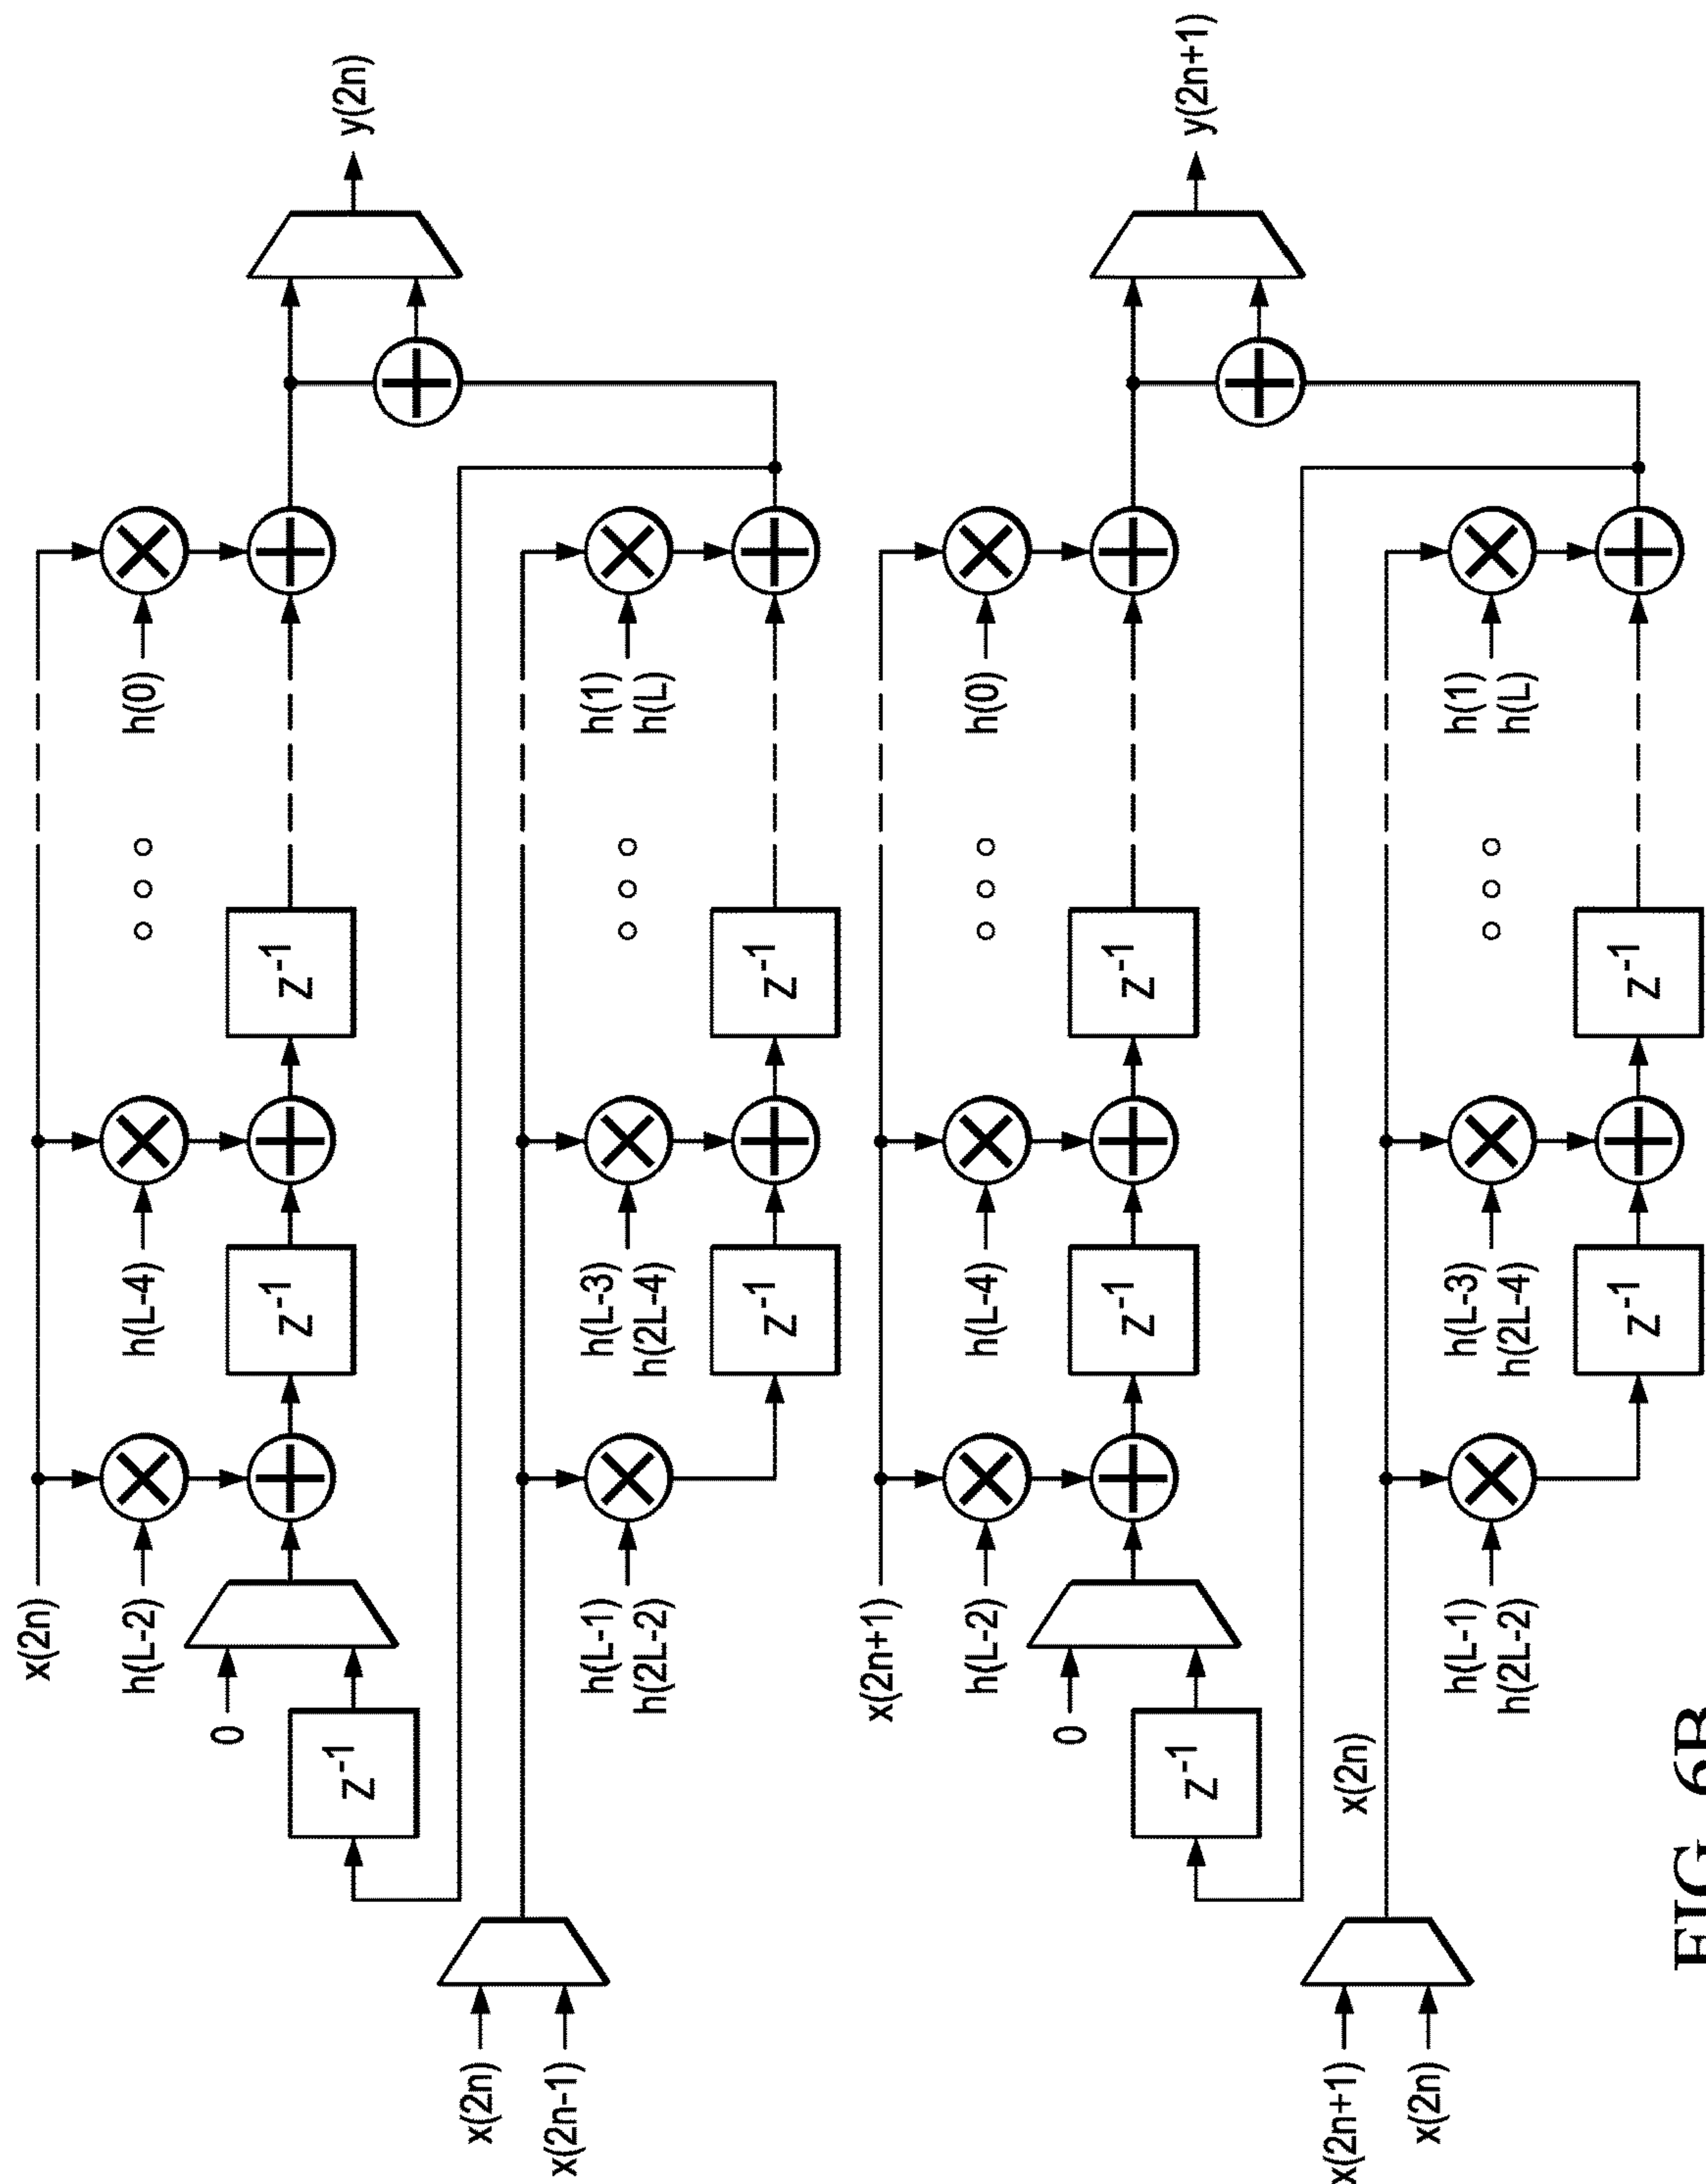 x(2n)
h(L-2)
h(L-4)
h(0)
0
z⁻¹
z⁻¹
z⁻¹
y(2n)
x(2n)
x(2n-1)
h(L-1)
h(2L-2)
h(L-3)
h(2L-4)
h(1)
h(L)
z⁻¹
z⁻¹
x(2n+1)
h(L-2)
h(L-4)
h(0)
0
z⁻¹
z⁻¹
z⁻¹
y(2n+1)
x(2n+1)
x(2n)
x(2n)
h(L-1)
h(2L-2)
h(L-3)
h(2L-4)
h(1)
h(L)
z⁻¹
z⁻¹
FIG 6B